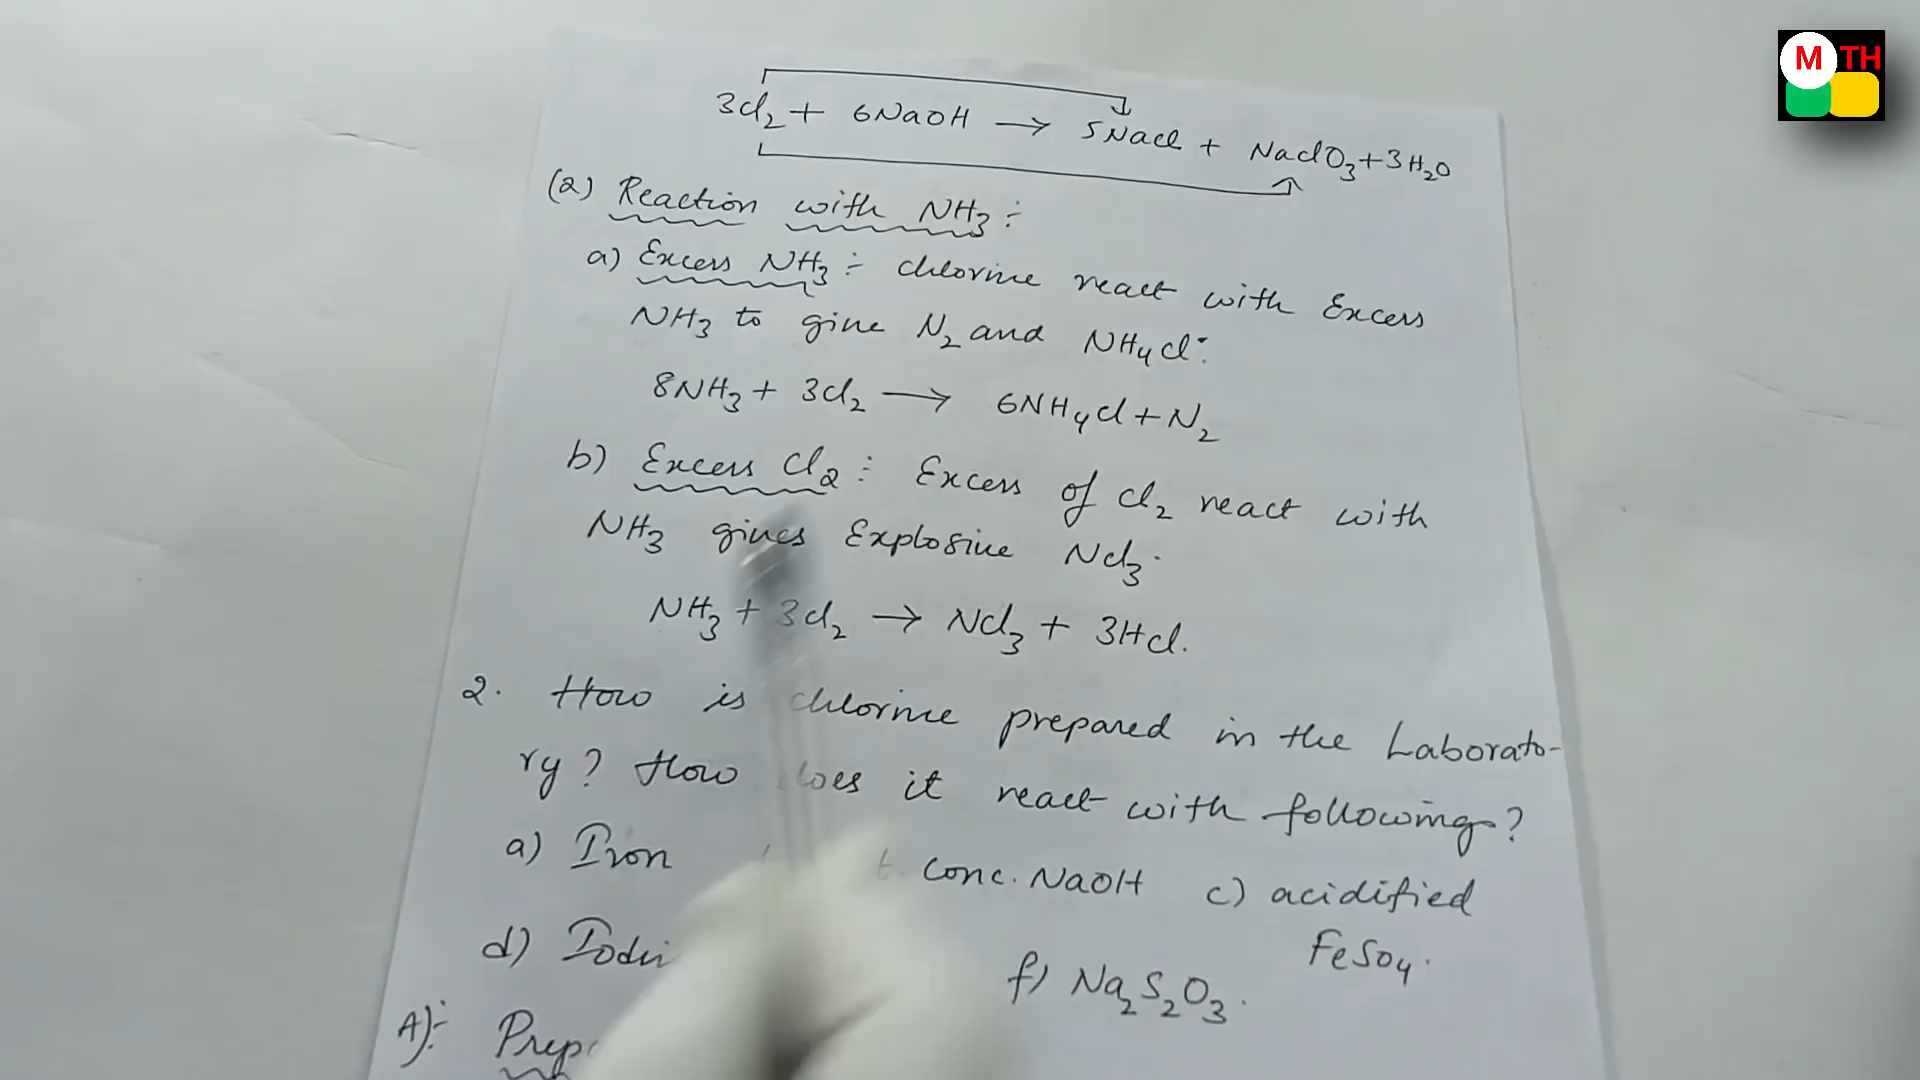 M TH
3Cl2 + 6NaOH → 5NaCl + NaClO3 + 3H2O
(2) Reaction with NH3 :-
a) Excess NH3 :- chlorine react with Excess
NH3 to give N2 and NH4Cl.
8NH3 + 3Cl2 → 6NH4Cl + N2
b) Excess Cl2 : Excess of Cl2 react with
NH3 gives Explosive NCl3.
NH3 + 3Cl2 → NCl3 + 3HCl.
2. How is chlorine prepared in the Laborato-
ry? How does it react with following?
a) Iron conc. NaOH c) acidified
FeSO4.
d) f) Na2S2O3.
A):-